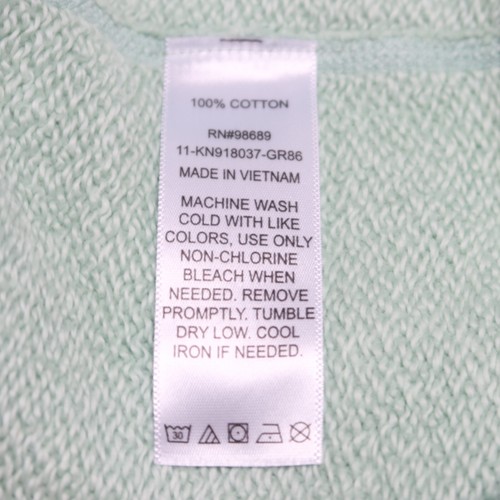 100% COTTON
RN#98689
11-KN918037-GR86
MADE IN VIETNAM
MACHINE WASH
COLD WITH LIKE
COLORS, USE ONLY
NON-CHLORINE
BLEACH WHEN
NEEDED. REMOVE
PROMPTLY. TUMBLE
DRY LOW. COOL
IRON IF NEEDED.
30